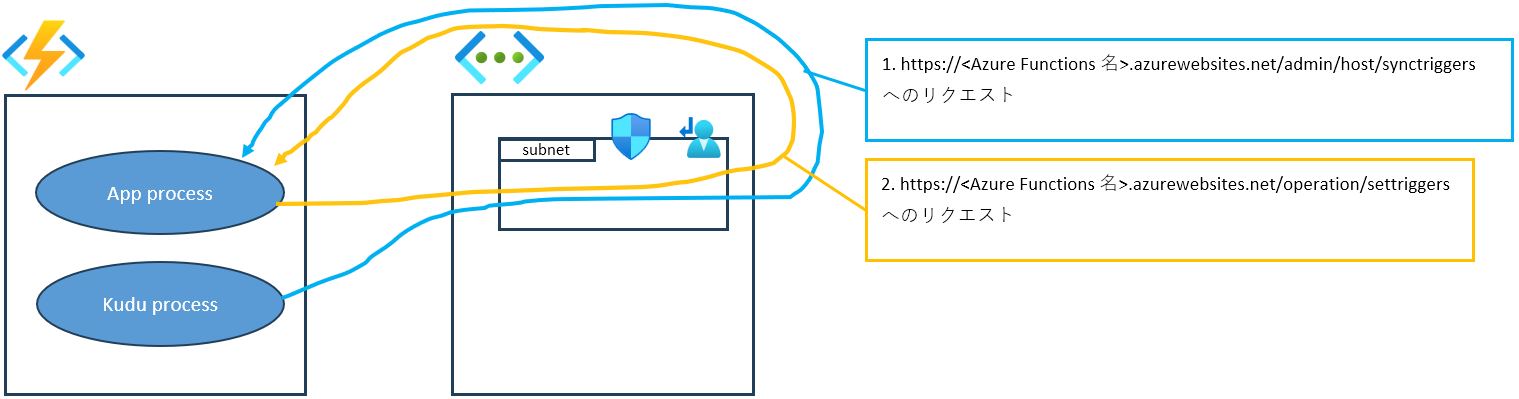 1. https://<Azure Functions 名>.azurewebsites.net/admin/host/synctriggers
へのリクエスト
subnet
2. https://<Azure Functions 名>.azurewebsites.net/operation/settriggers
へのリクエスト
App process
Kudu process